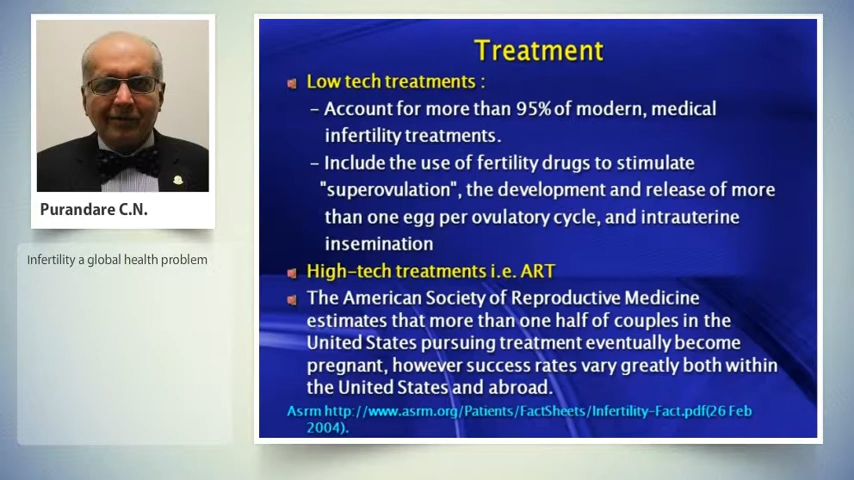 Purandare C.N.
Infertility a global health problem
Treatment
Low tech treatments :
– Account for more than 95% of modern, medical
infertility treatments.
– Include the use of fertility drugs to stimulate
"superovulation", the development and release of more
than one egg per ovulatory cycle, and intrauterine
insemination
High-tech treatments i.e. ART
The American Society of Reproductive Medicine
estimates that more than one half of couples in the
United States pursuing treatment eventually become
pregnant, however success rates vary greatly both within
the United States and abroad.
Asrm http://www.asrm.org/Patients/FactSheets/Infertility-Fact.pdf(26 Feb
2004).